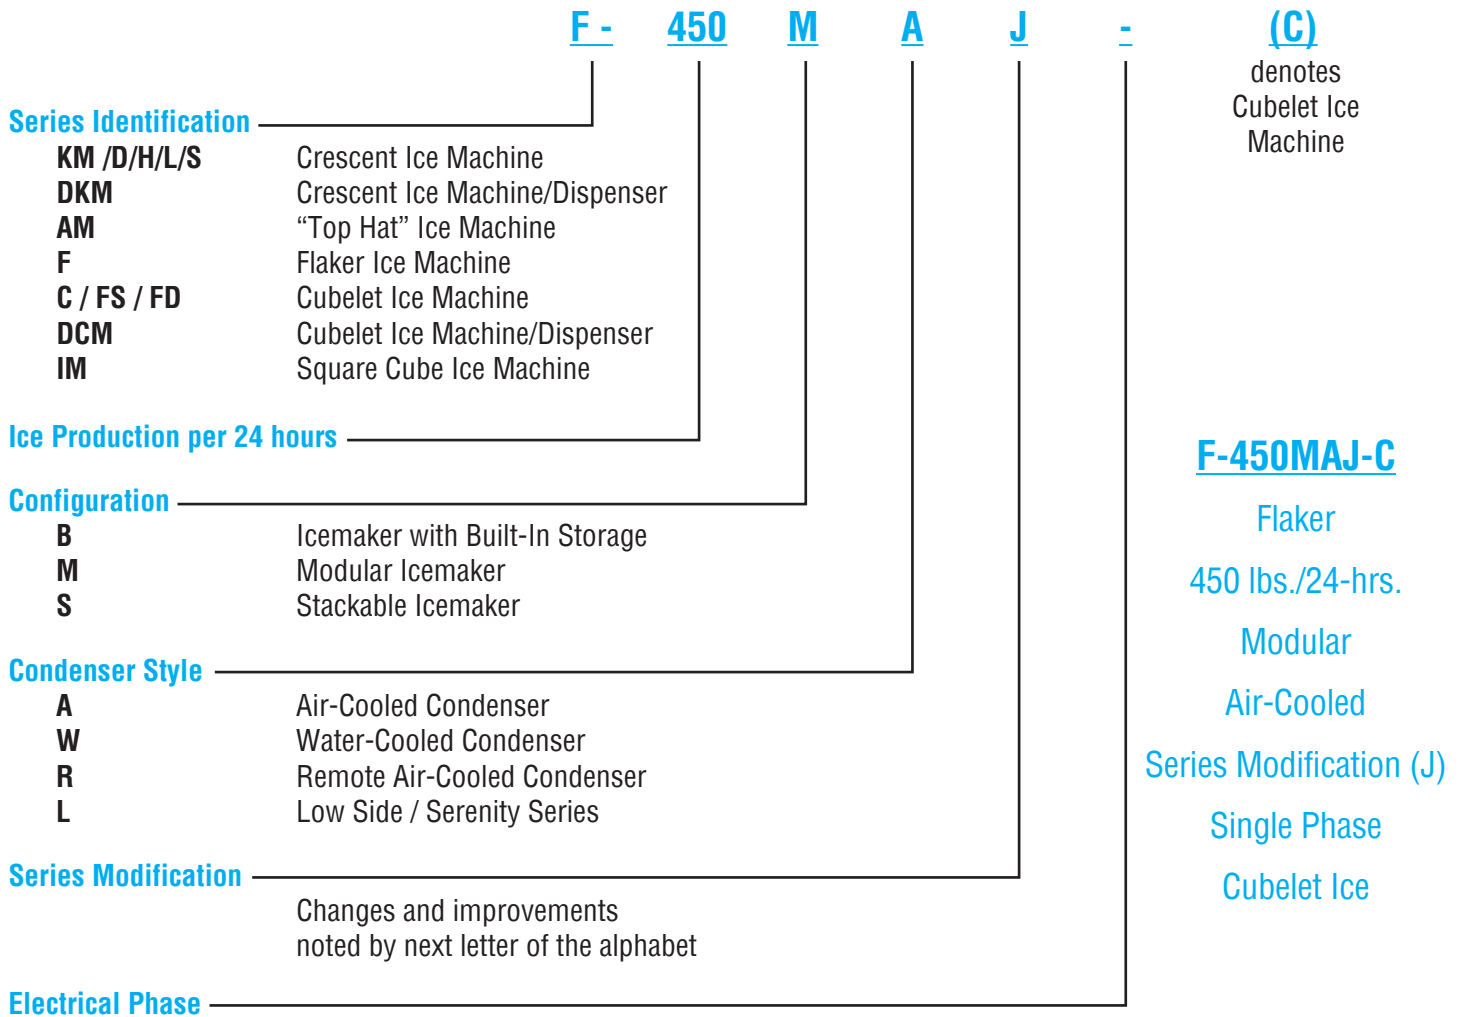 F - 450 M A J - (C)
denotes
Cubelet Ice
Machine
Series Identification
KM /D/H/L/S Crescent Ice Machine
DKM Crescent Ice Machine/Dispenser
AM “Top Hat” Ice Machine
F Flaker Ice Machine
C / FS / FD Cubelet Ice Machine
DCM Cubelet Ice Machine/Dispenser
IM Square Cube Ice Machine
Ice Production per 24 hours
Configuration
B Icemaker with Built-In Storage
M Modular Icemaker
S Stackable Icemaker
Condenser Style
A Air-Cooled Condenser
W Water-Cooled Condenser
R Remote Air-Cooled Condenser
L Low Side / Serenity Series
Series Modification
Changes and improvements
noted by next letter of the alphabet
Electrical Phase
F-450MAJ-C
Flaker
450 lbs./24-hrs.
Modular
Air-Cooled
Series Modification (J)
Single Phase
Cubelet Ice